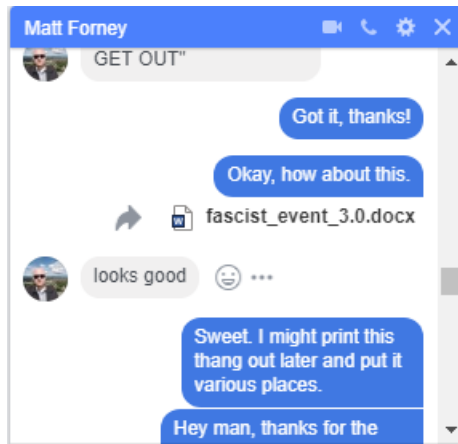 Matt Forney
GET OUT"
Got it, thanks!
Okay, how about this.
fascist_event_3.0.docx
looks good
Sweet. I might print this
thang out later and put it
various places.
Hey man, thanks for the